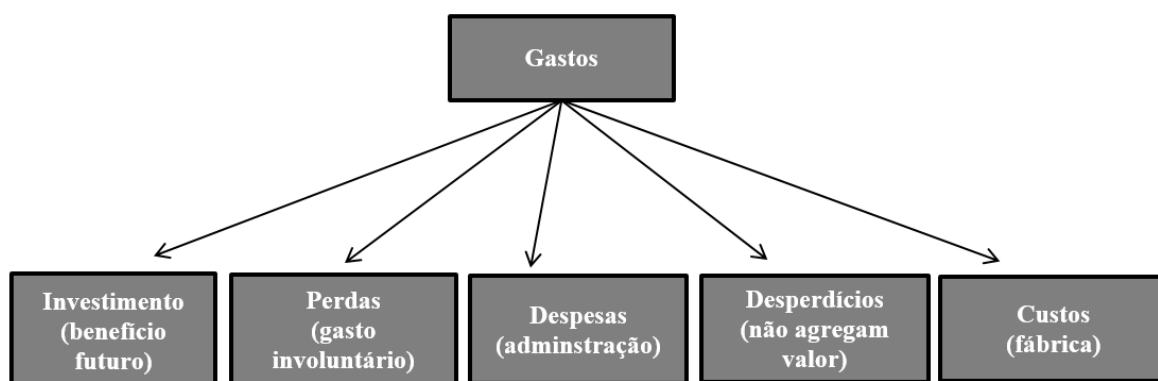 Gastos
Investimento
(benefício
futuro)
Perdas
(gasto
involuntário)
Despesas
(adminstração)
Desperdícios
(não agregam
valor)
Custos
(fábrica)